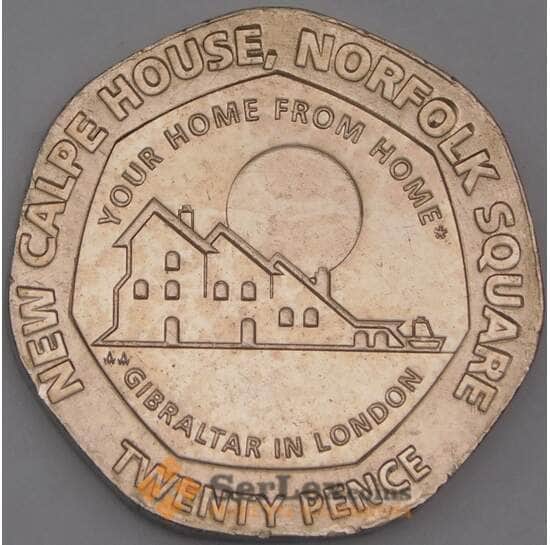 NEW CALPE HOUSE, NORFOLK SQUARE
YOUR HOME FROM HOME*
GIBRALTAR IN LONDON
TWENTY PENCE